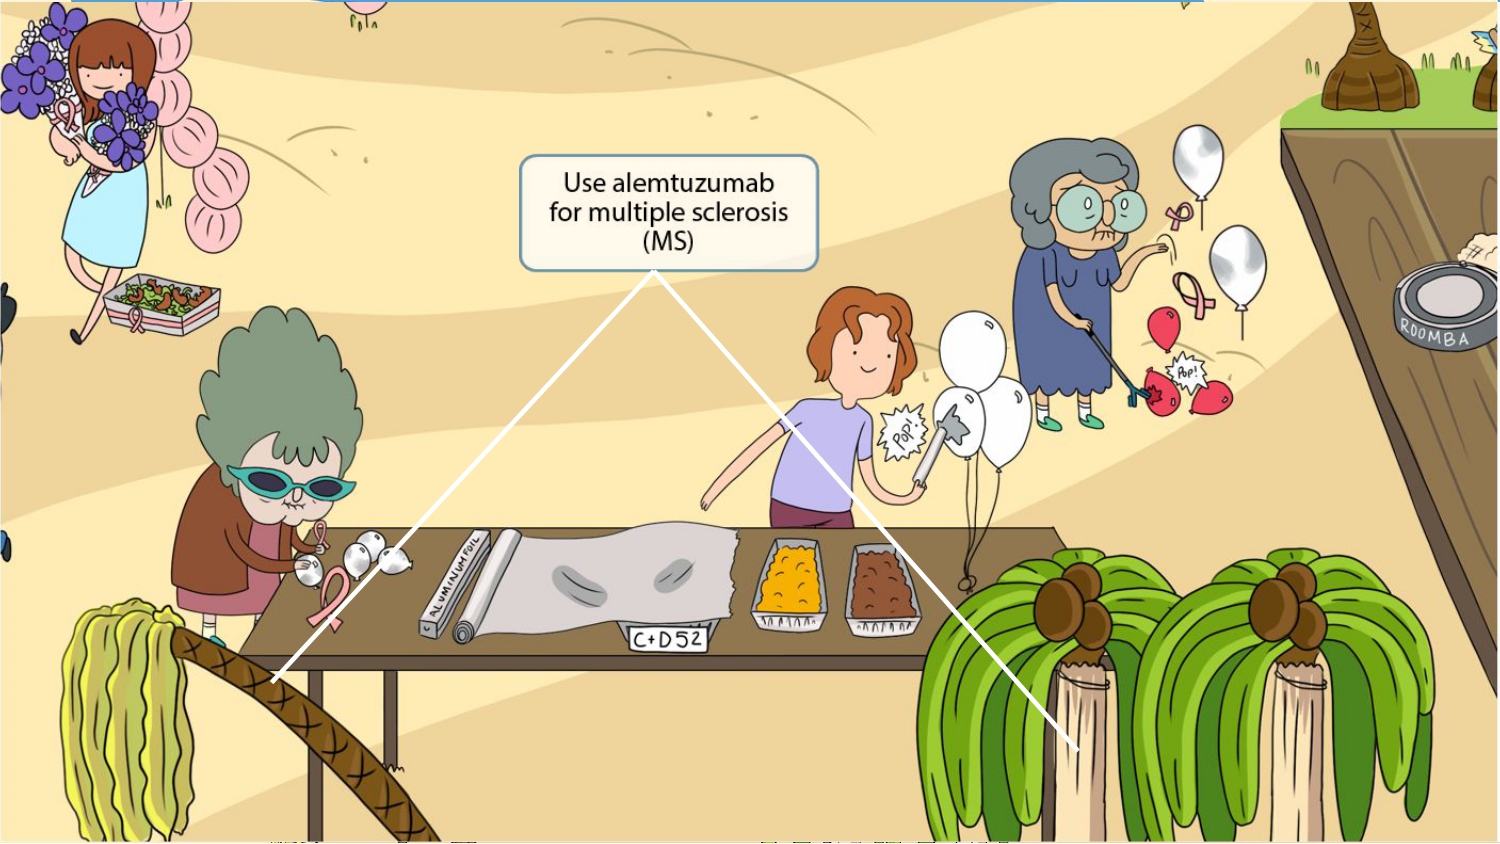 Use alemtuzumab
for multiple sclerosis
(MS)
ROOMBA
Pop!
POP!
ALUMINUM FOIL
C+D52